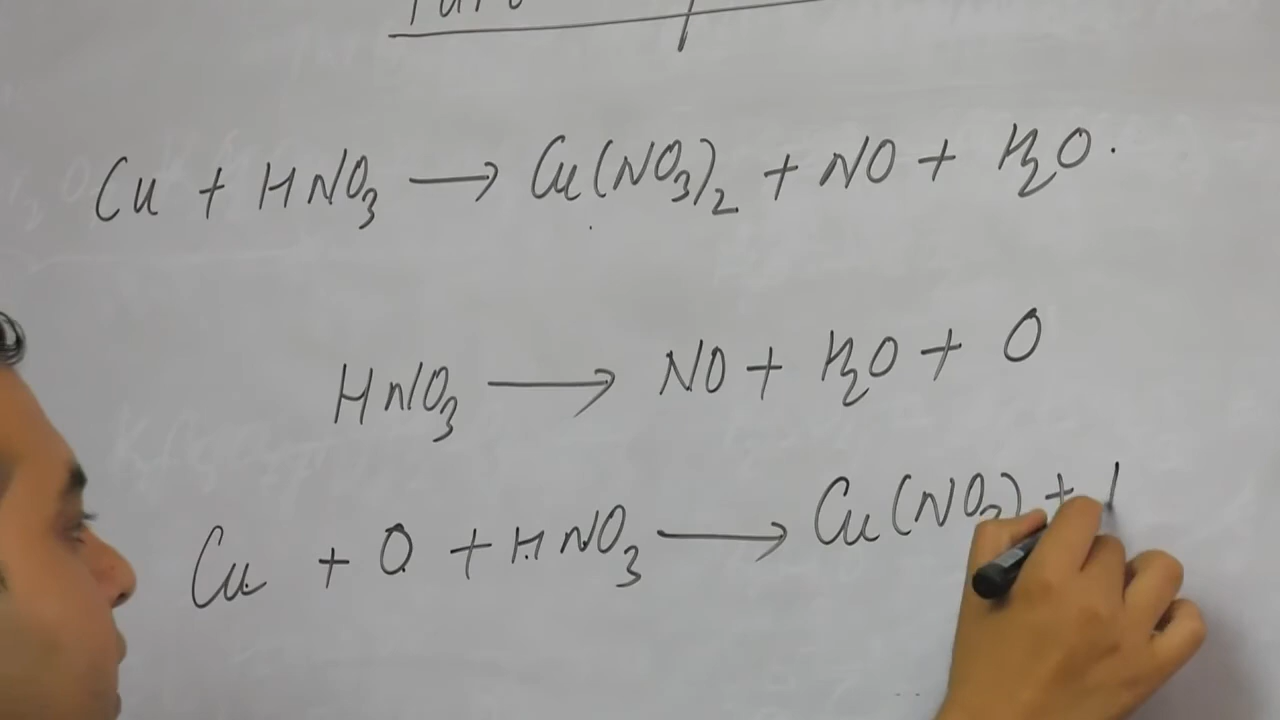 Cu + HNO3 → Cu(NO3)2 + NO + H2O.
HNO3 → NO + H2O + O
Cu + O + HNO3 → Cu(NO3) +